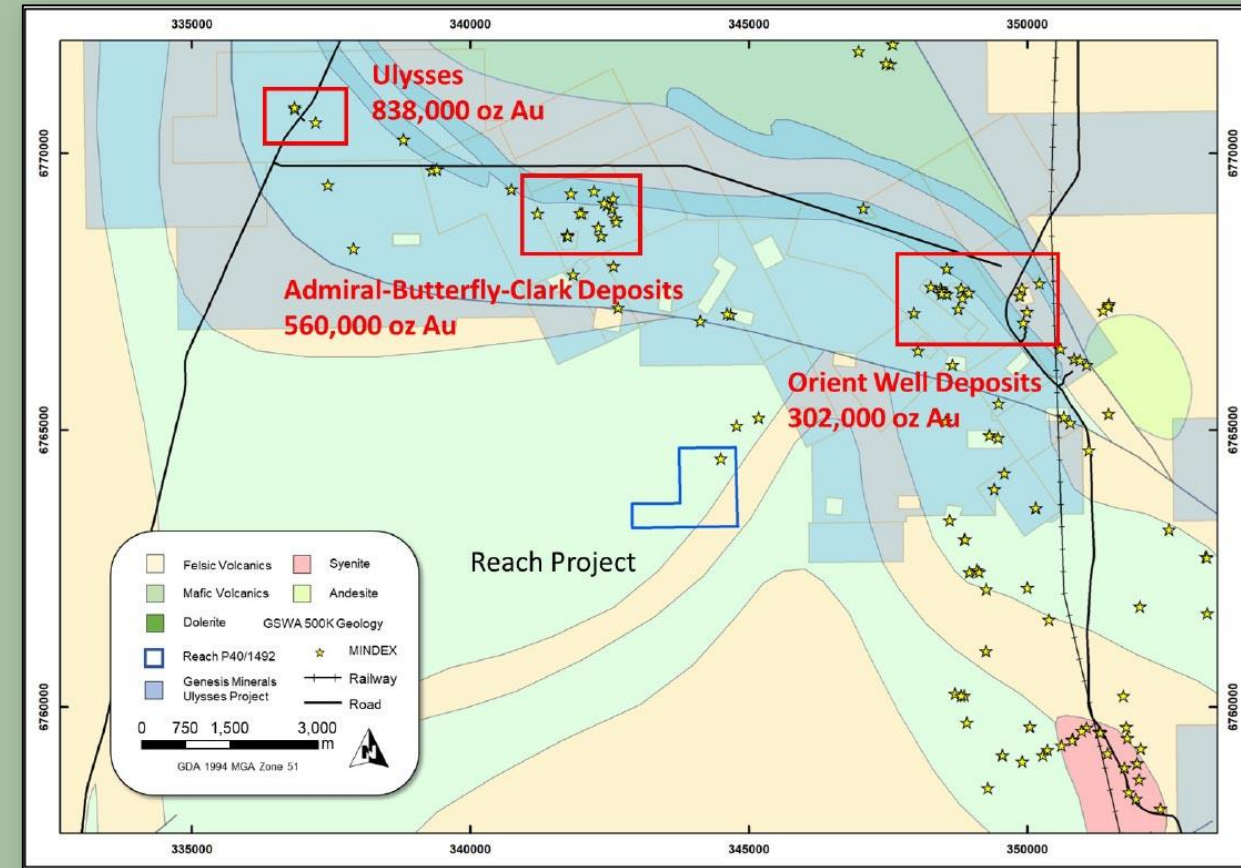 335000 340000 345000 350000
6770000 6770000
6765000 6765000
6760000 6760000
Ulysses
838,000 oz Au
Admiral-Butterfly-Clark Deposits
560,000 oz Au
Orient Well Deposits
302,000 oz Au
Reach Project
Felsic Volcanics Syenite
Mafic Volcanics Andesite
Dolerite GSWA 500K Geology
Reach P40/1492 MINDEX
Genesis Minerals Railway
Ulysses Project Road
0 750 1,500 3,000
m
N
GDA 1994 MGA Zone 51
335000 340000 345000 350000